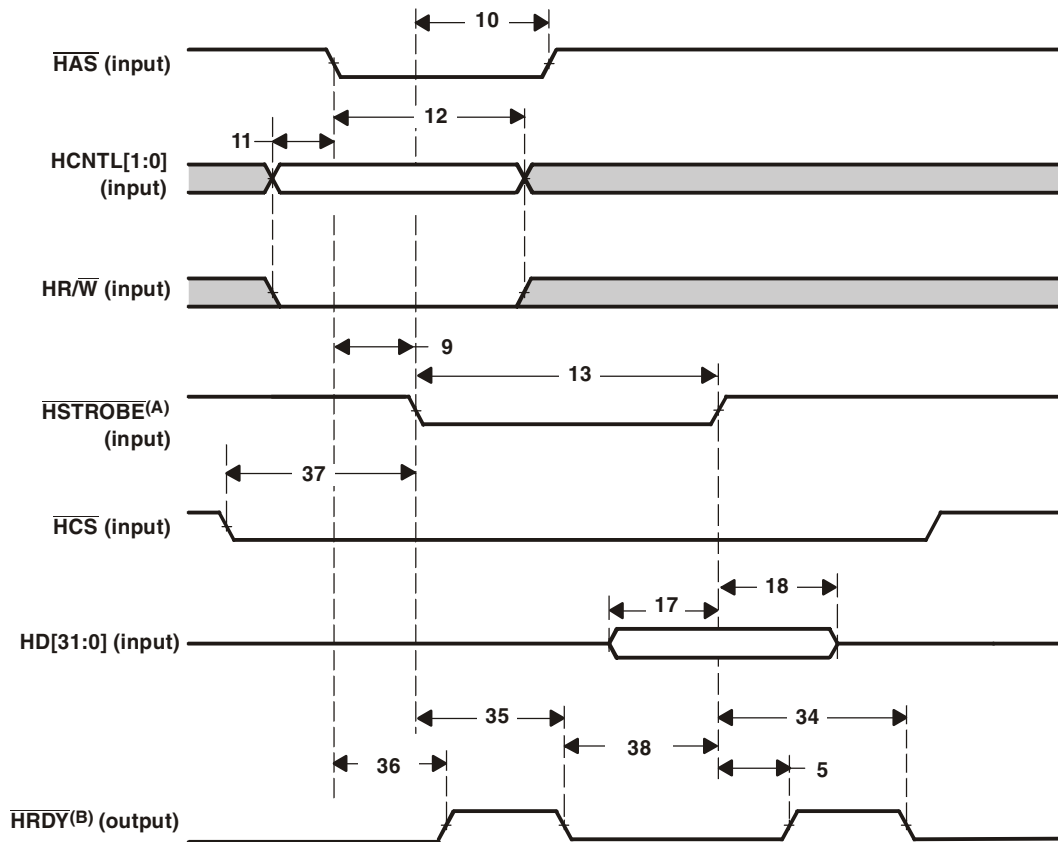 10
HAS (input)
12
11
HCNTL[1:0]
(input)
HR/W (input)
9
13
HSTROBE(A)
(input)
37
HCS (input)
18
17
HD[31:0] (input)
35
34
38
36
5
HRDY(B) (output)